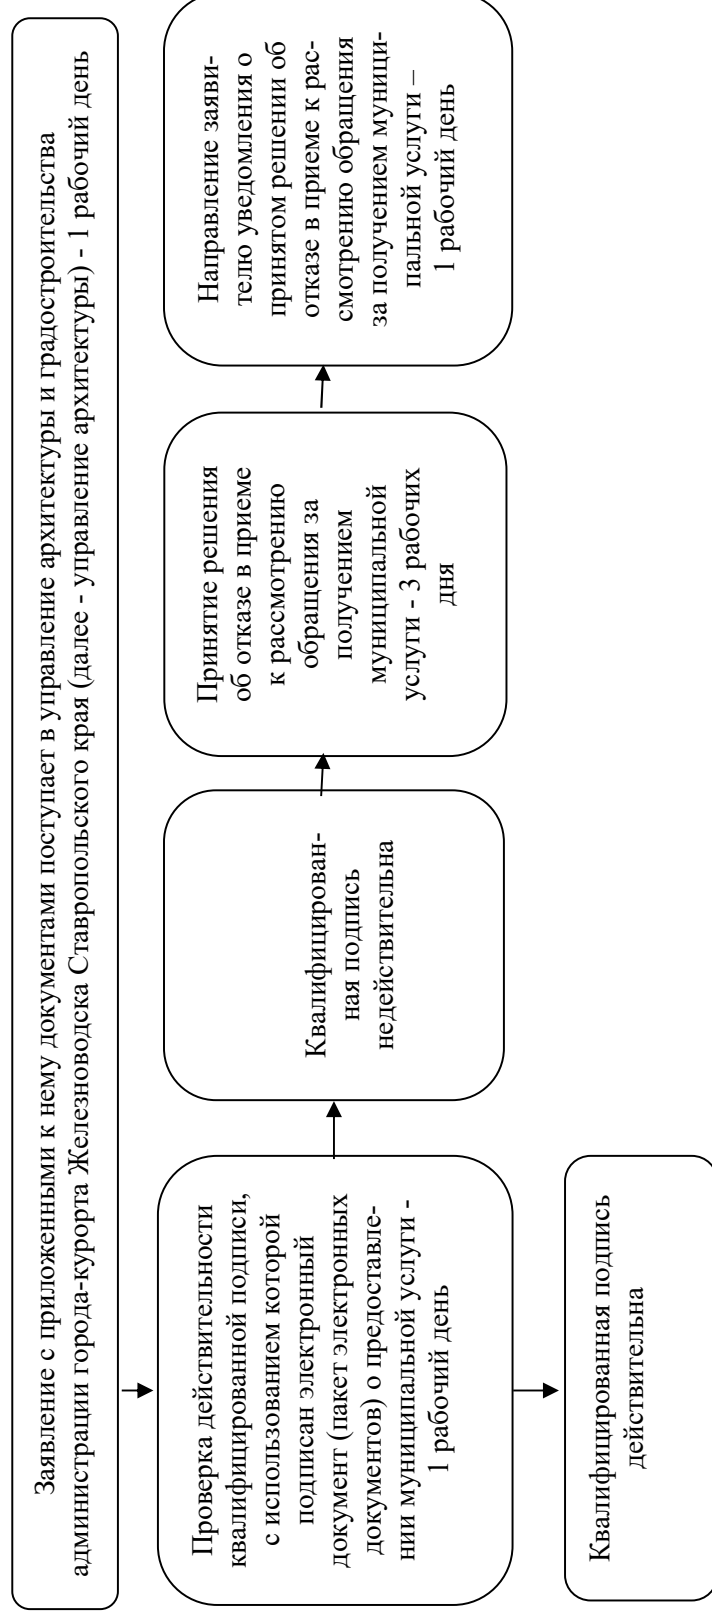 Заявление с приложенными к нему документами поступает в управление архитектуры и градостроительства
администрации города-курорта Железноводска Ставропольского края (далее - управление архитектуры) - 1 рабочий день
Проверка действительности
квалифицированной подписи,
с использованием которой
подписан электронный
документ (пакет электронных
документов) о предоставле-
нии муниципальной услуги -
1 рабочий день
Квалифицирован-
ная подпись
недействительна
Принятие решения
об отказе в приеме
к рассмотрению
обращения за
получением
муниципальной
услуги - 3 рабочих
дня
Направление заяви-
телю уведомления о
принятом решении об
отказе в приеме к рас-
смотрению обращения
за получением муници-
пальной услуги –
1 рабочий день
Квалифицированная подпись
действительна